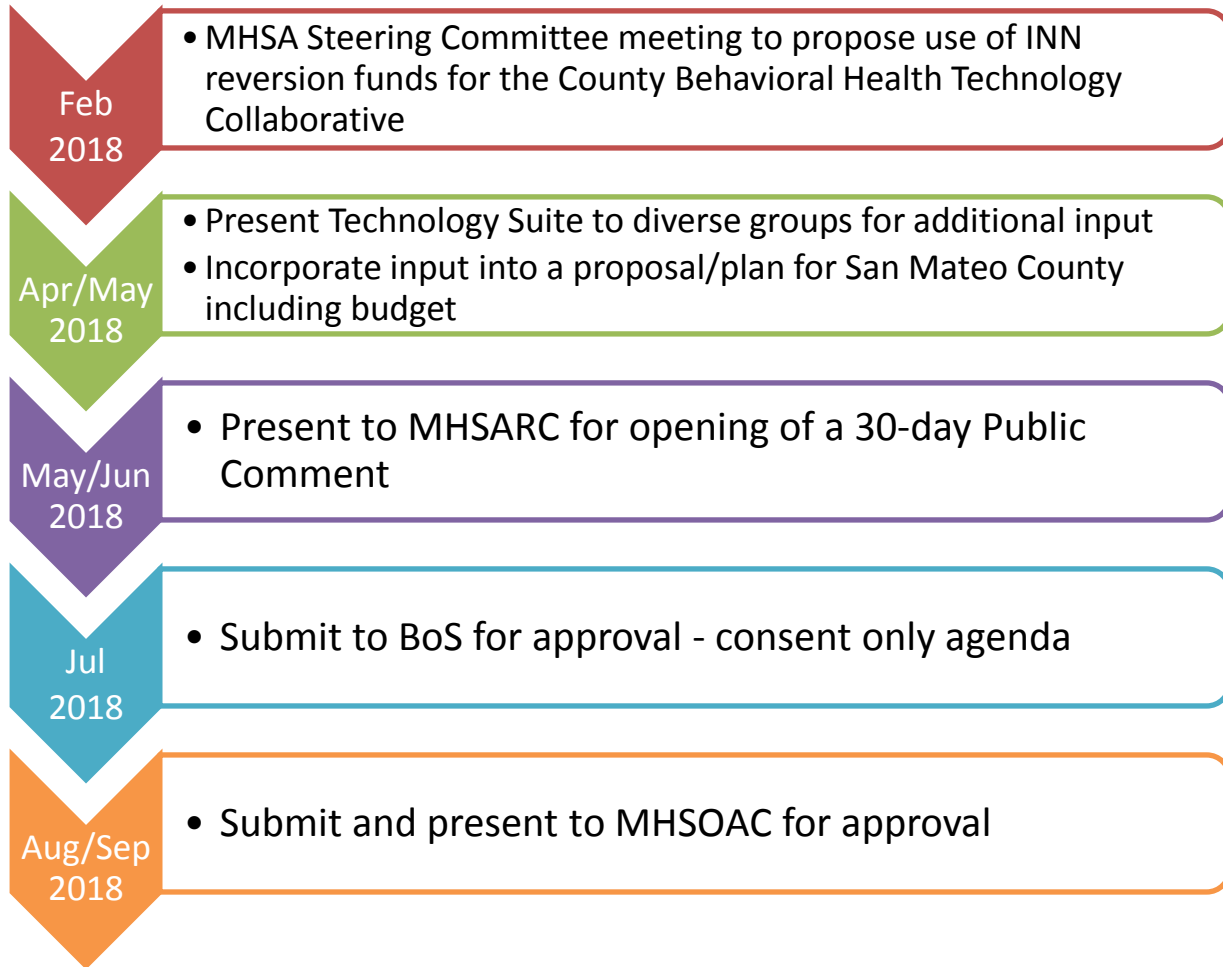 Feb
2018
• MHSA Steering Committee meeting to propose use of INN
reversion funds for the County Behavioral Health Technology
Collaborative
Apr/May
2018
• Present Technology Suite to diverse groups for additional input
• Incorporate input into a proposal/plan for San Mateo County
including budget
May/Jun
2018
• Present to MHSARC for opening of a 30-day Public
Comment
Jul
2018
• Submit to BoS for approval - consent only agenda
Aug/Sep
2018
• Submit and present to MHSOAC for approval